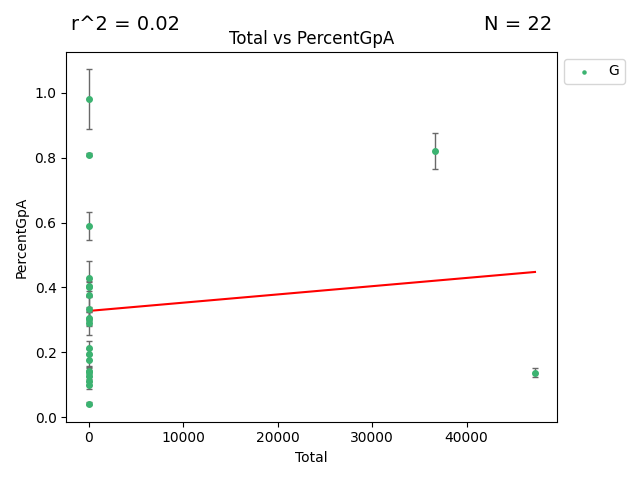 r^2 = 0.02
N = 22
Total vs PercentGpA
G
PercentGpA
1.0
0.8
0.6
0.4
0.2
0.0
0
10000
20000
30000
40000
Total